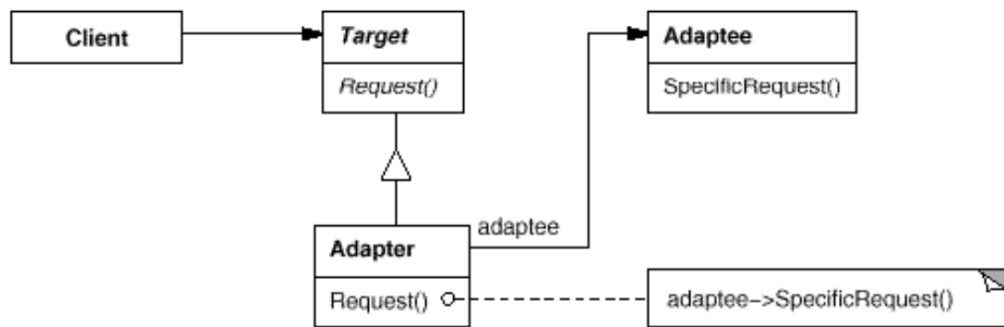 Client
Target
Request()
Adaptee
SpecificRequest()
adaptee
Adapter
Request()
adaptee->SpecificRequest()